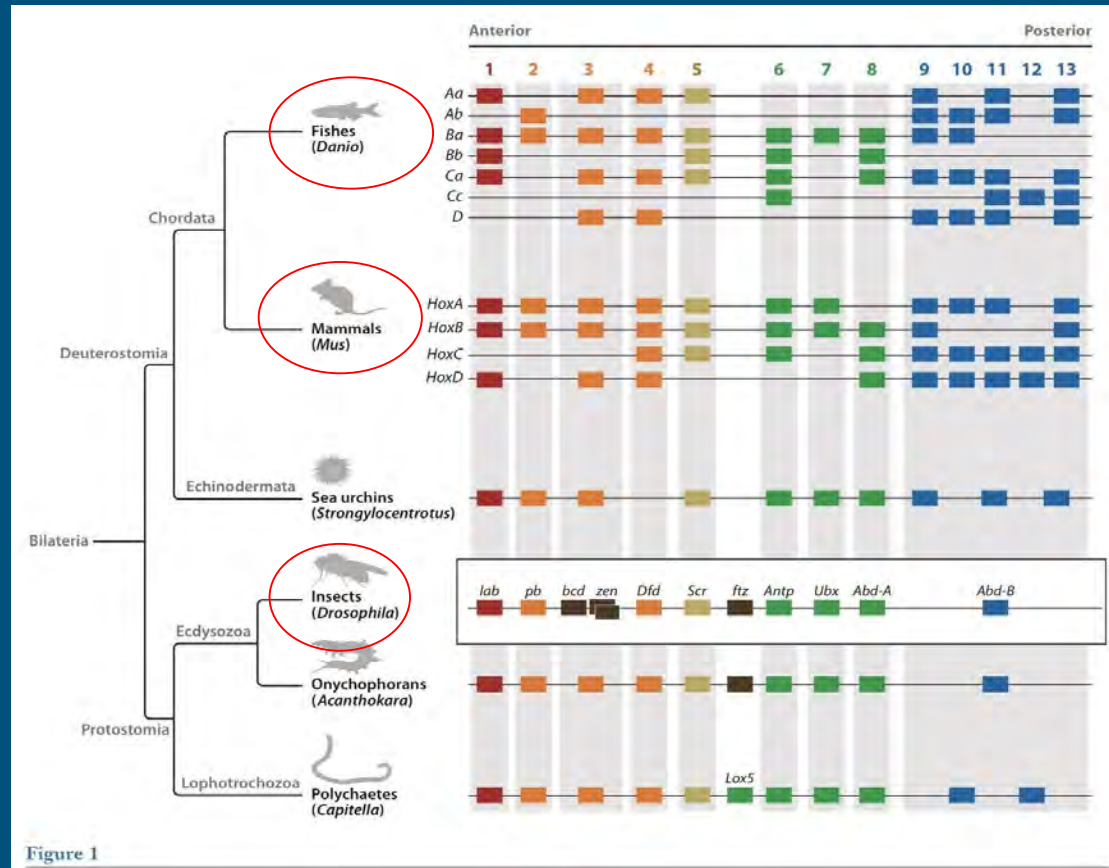 Anterior Posterior
1 2 3 4 5 6 7 8 9 10 11 12 13
Aa
Ab
Fishes
(Danio)
Ba
Bb
Ca
Cc
Chordata
D
HoxA
Mammals
(Mus)
HoxB
Deuterostomia
HoxC
HoxD
Echinodermata
Sea urchins
(Strongylocentrotus)
Bilateria
lab pb bcd zen Dfd Scr ftz Antp Ubx Abd-A Abd-B
Insects
(Drosophila)
Ecdysozoa
Onychophorans
(Acanthokara)
Protostomia
Lox5
Lophotrochozoa
Polychaetes
(Capitella)
Figure 1